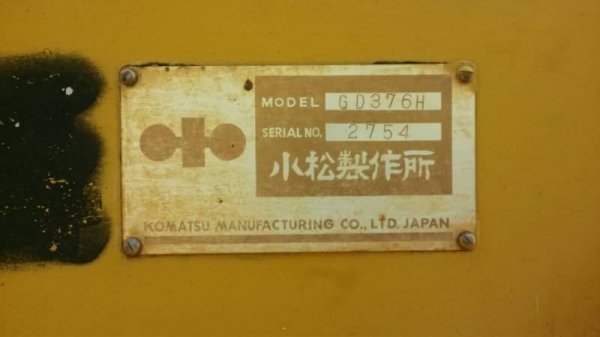 MODEL GD376H
SERIAL NO. 2754
小松製作所
KOMATSU MANUFACTURING CO., LTD. JAPAN